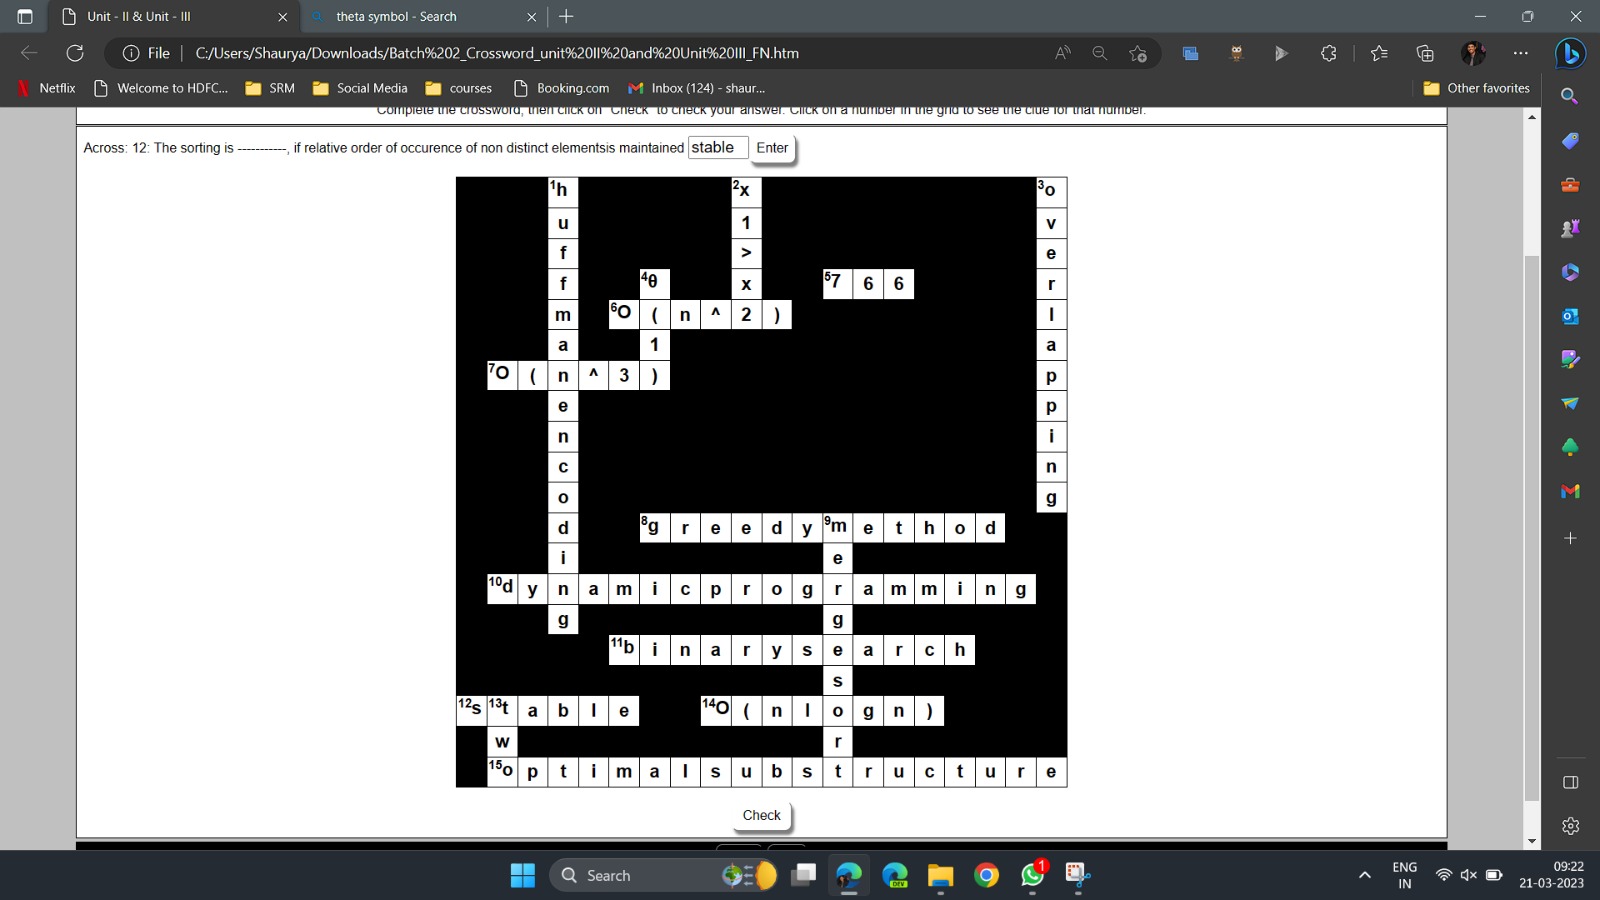 Unit - II & Unit - III
theta symbol - Search
File
C:/Users/Shaurya/Downloads/Batch%202_Crossword_unit%20II%20and%20Unit%20III_FN.htm
Netflix
Welcome to HDFC...
SRM
Social Media
courses
Booking.com
Inbox (124) - shaur...
Other favorites
Complete the crossword, then click on "Check" to check your answer. Click on a number in the grid to see the clue for that number.
Across: 12: The sorting is -----------, if relative order of occurence of non distinct elementsis maintained stable Enter
1h 2x 3o
u 1 v
f > e
f 4θ x 57 6 6 r
m 6O ( n ^ 2 ) l
a 1 a
7O ( n ^ 3 ) p
e p
n i
c n
o g
d 8g r e e d y 9m e t h o d
i e
10d y n a m i c p r o g r a m m i n g
g g
11b i n a r y s e a r c h
s
12s 13t a b l e 14O ( n l o g n )
w r
15o p t i m a l s u b s t r u c t u r e
Check
Search
DEV
1
ENG
IN
09:22
21-03-2023